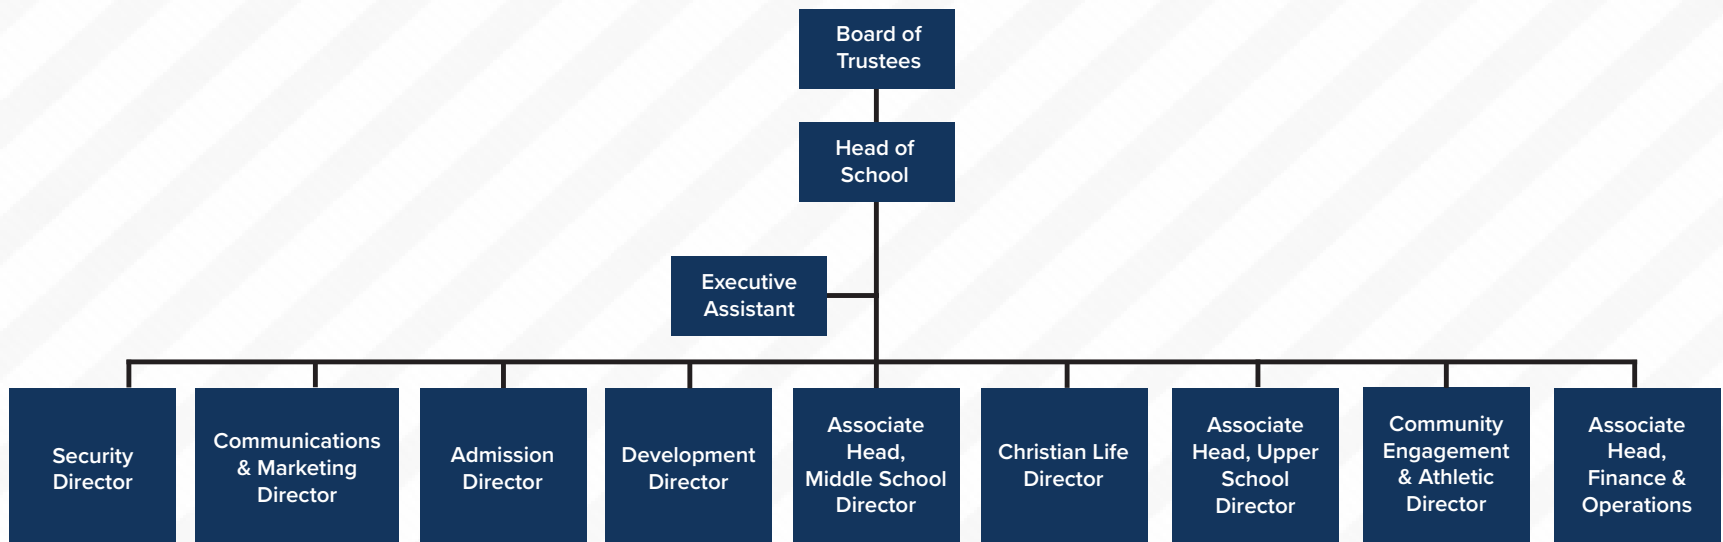 Board of
Trustees
Head of
School
Executive
Assistant
Security
Director
Communications
& Marketing
Director
Admission
Director
Development
Director
Associate
Head,
Middle School
Director
Christian Life
Director
Associate
Head, Upper
School
Director
Community
Engagement
& Athletic
Director
Associate
Head,
Finance &
Operations